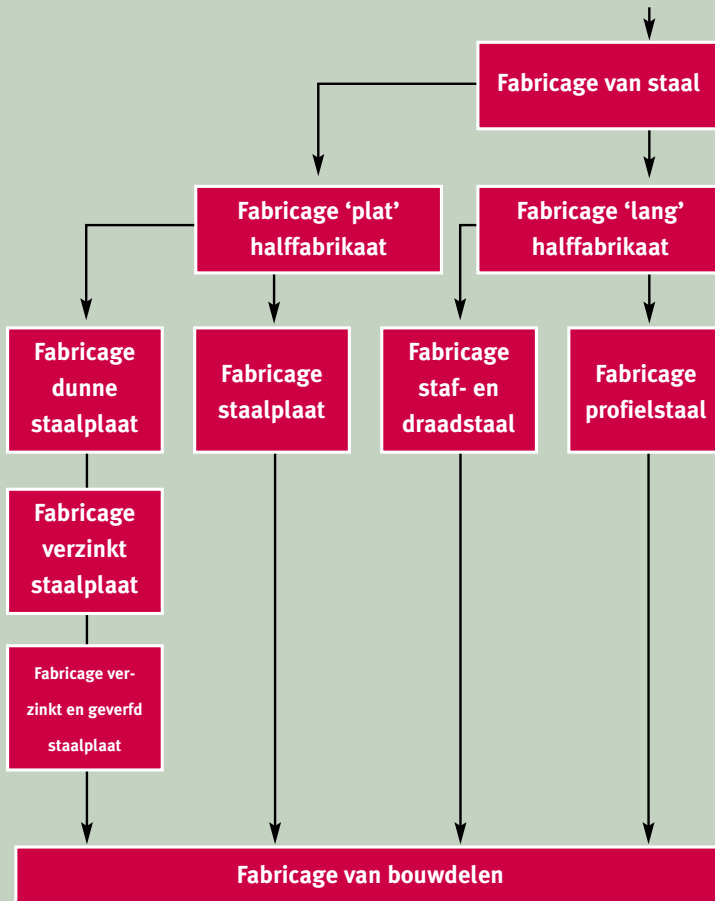 Fabricage van staal
Fabricage ‘plat’
halffabrikaat
Fabricage ‘lang’
halffabrikaat
Fabricage
dunne
staalplaat
Fabricage
staalplaat
Fabricage
staf- en
draadstaal
Fabricage
profielstaal
Fabricage
verzinkt
staalplaat
Fabricage ver-
zinkt en geverfd
staalplaat
Fabricage van bouwdelen